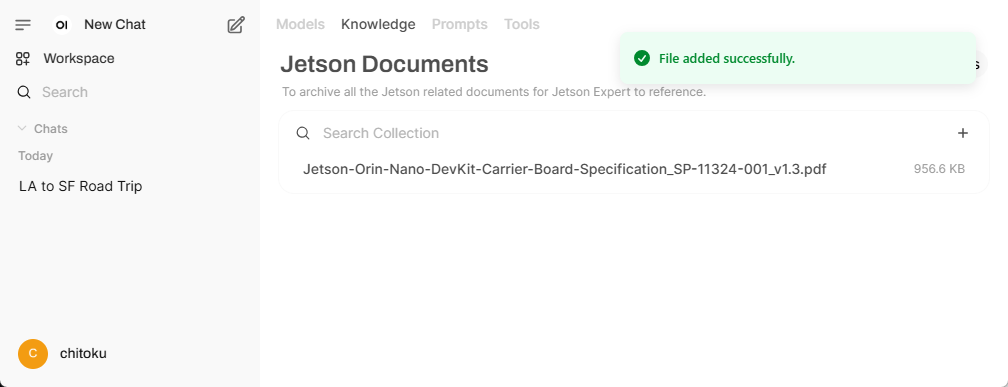 OI New Chat
Workspace
Search
Chats
Today
LA to SF Road Trip
C chitoku
Models Knowledge Prompts Tools
File added successfully.
Jetson Documents
To archive all the Jetson related documents for Jetson Expert to reference.
Search Collection
Jetson-Orin-Nano-DevKit-Carrier-Board-Specification_SP-11324-001_v1.3.pdf 956.6 KB